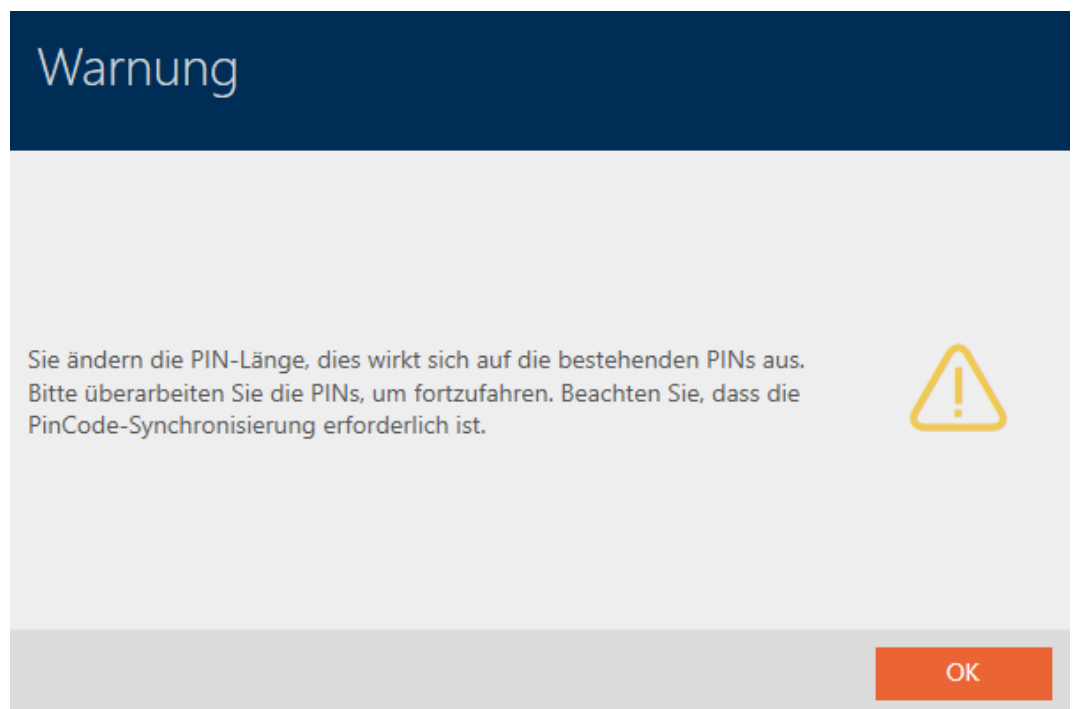 Warnung
Sie ändern die PIN-Länge, dies wirkt sich auf die bestehenden PINs aus.
Bitte überarbeiten Sie die PINs, um fortzufahren. Beachten Sie, dass die
PinCode-Synchronisierung erforderlich ist.
OK